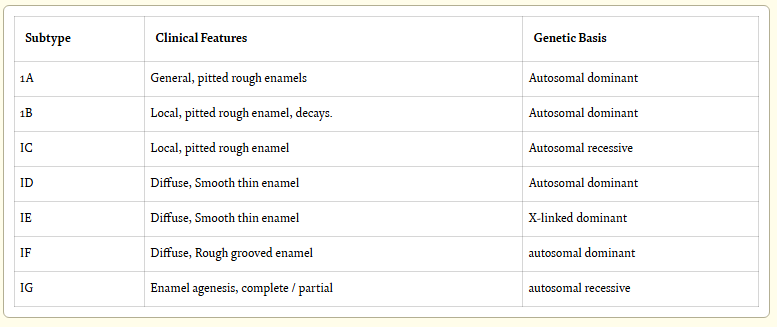 Subtype Clinical Features Genetic Basis
1A General, pitted rough enamels Autosomal dominant
1B Local, pitted rough enamel, decays. Autosomal dominant
IC Local, pitted rough enamel Autosomal recessive
ID Diffuse, Smooth thin enamel Autosomal dominant
IE Diffuse, Smooth thin enamel X-linked dominant
IF Diffuse, Rough grooved enamel autosomal dominant
IG Enamel agenesis, complete / partial autosomal recessive